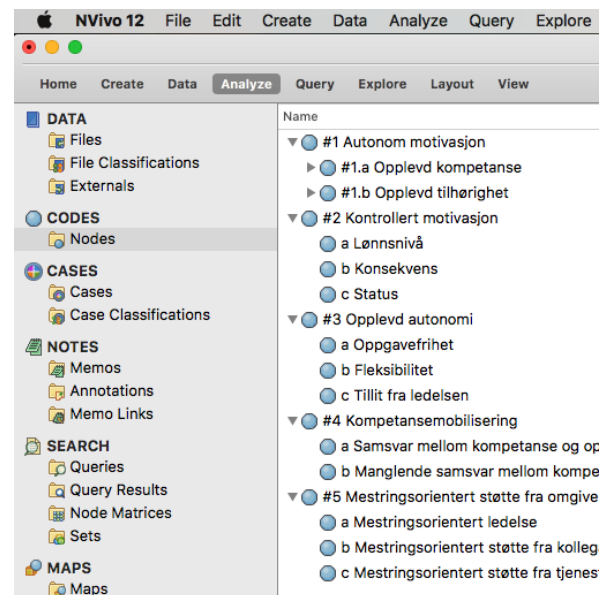 NVivo 12 File Edit Create Data Analyze Query Explore
Home Create Data Analyze Query Explore Layout View
DATA
Files
File Classifications
Externals
CODES
Nodes
CASES
Cases
Case Classifications
NOTES
Memos
Annotations
Memo Links
SEARCH
Queries
Query Results
Node Matrices
Sets
MAPS
Maps
Name
#1 Autonom motivasjon
#1.a Opplevd kompetanse
#1.b Opplevd tilhørighet
#2 Kontrollert motivasjon
a Lønnsnivå
b Konsekvens
c Status
#3 Opplevd autonomi
a Oppgavefrihet
b Fleksibilitet
c Tillit fra ledelsen
#4 Kompetansemobilisering
a Samsvar mellom kompetanse og op
b Manglende samsvar mellom kompe
#5 Mestringsorientert støtte fra omgive
a Mestringsorientert ledelse
b Mestringsorientert støtte fra kolleg
c Mestringsorientert støtte fra tjenest